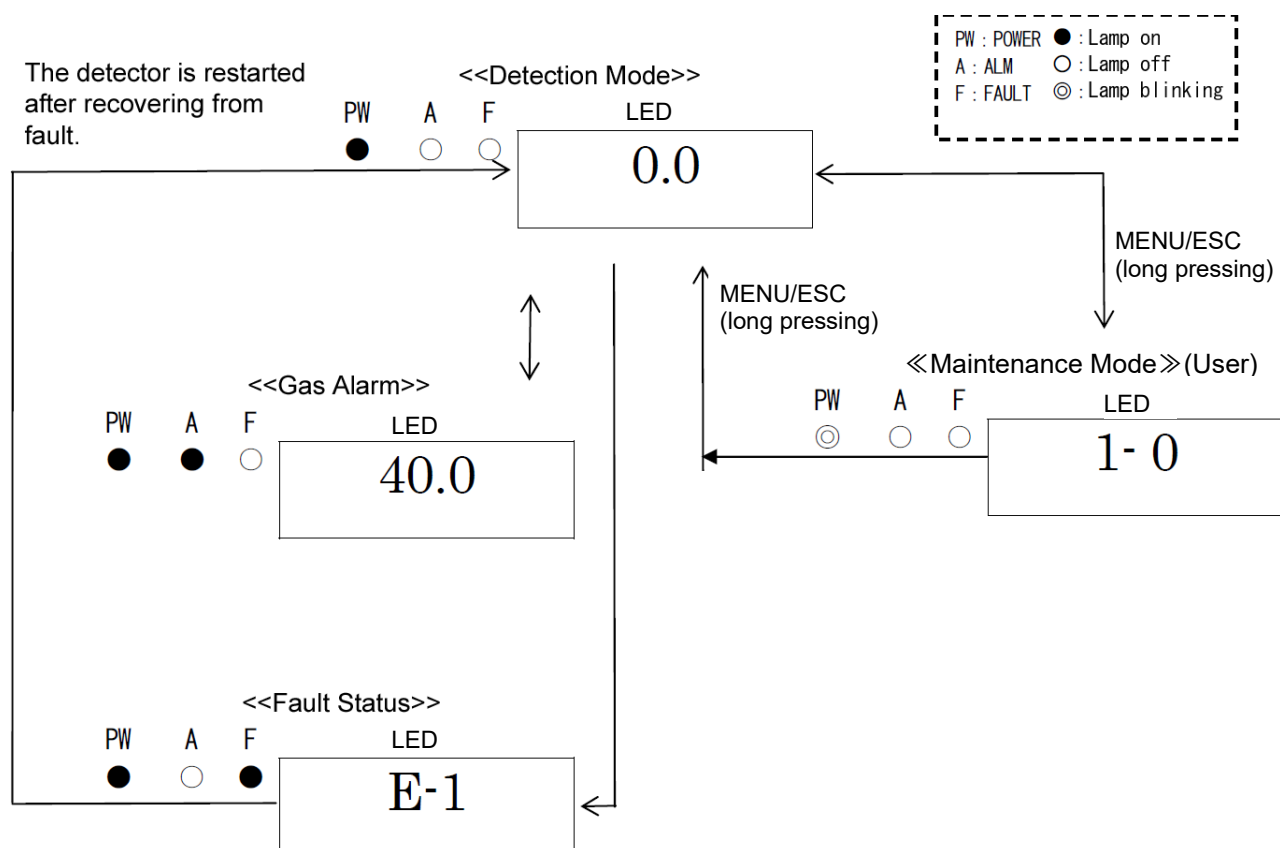 The detector is restarted
after recovering from
fault.
<<Detection Mode>>
PW A F LED
0.0
PW : POWER ● : Lamp on
A : ALM ○ : Lamp off
F : FAULT ◎ : Lamp blinking
MENU/ESC
(long pressing)
MENU/ESC
(long pressing)
<<Gas Alarm>>
PW A F LED
40.0
≪Maintenance Mode≫(User)
PW A F LED
1- 0
<<Fault Status>>
PW A F LED
E-1